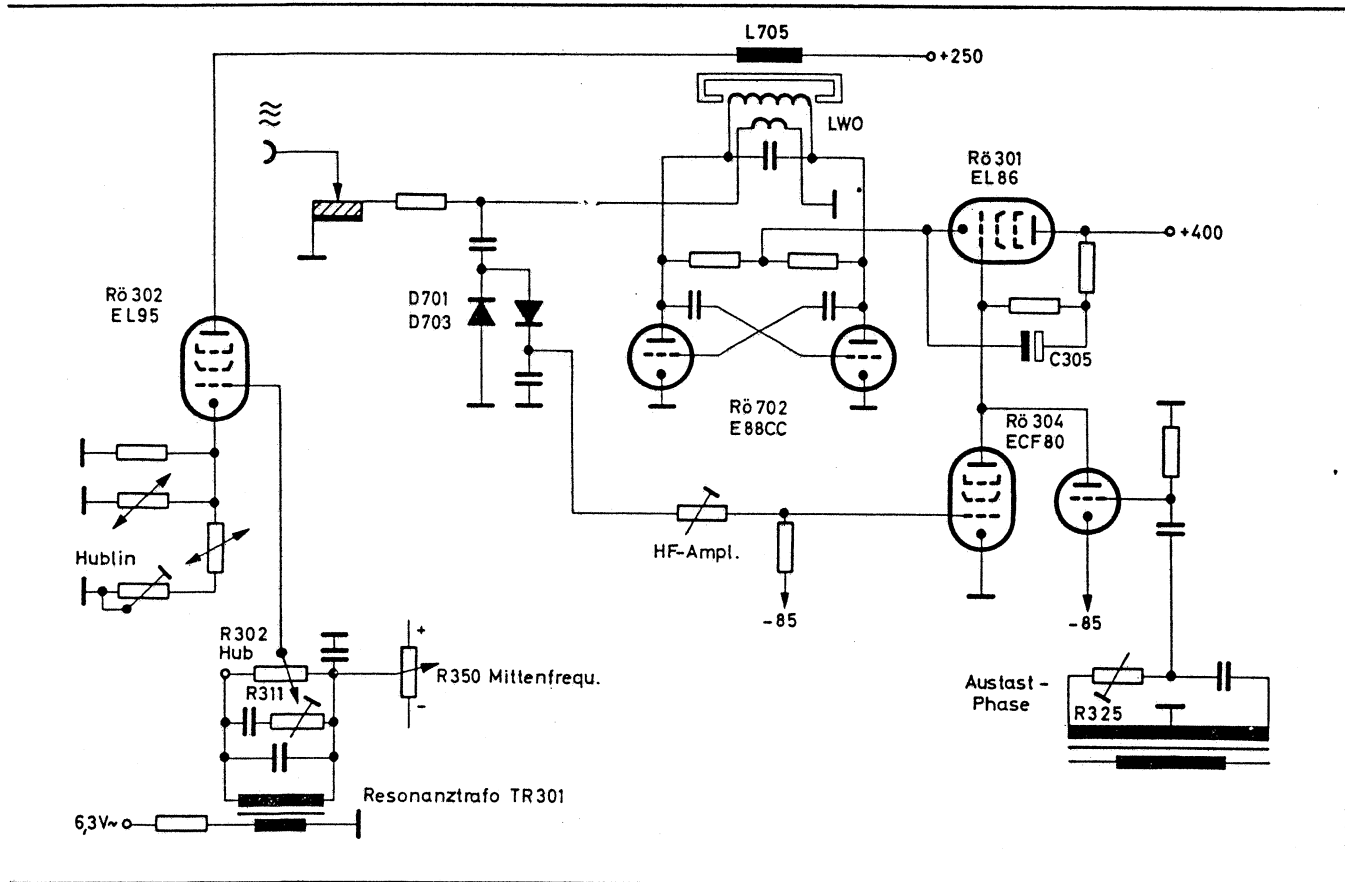 L705
+250
LWO
Rö 301
EL86
+400
Rö 302
EL95
D701
D703
C305
Rö 702
E88CC
Rö 304
ECF80
Hublin
HF-Ampl.
-85
-85
R302
Hub
+
R311
R350 Mittenfrequ.
-
Austast-
Phase
R325
Resonanztrafo TR301
6,3V~